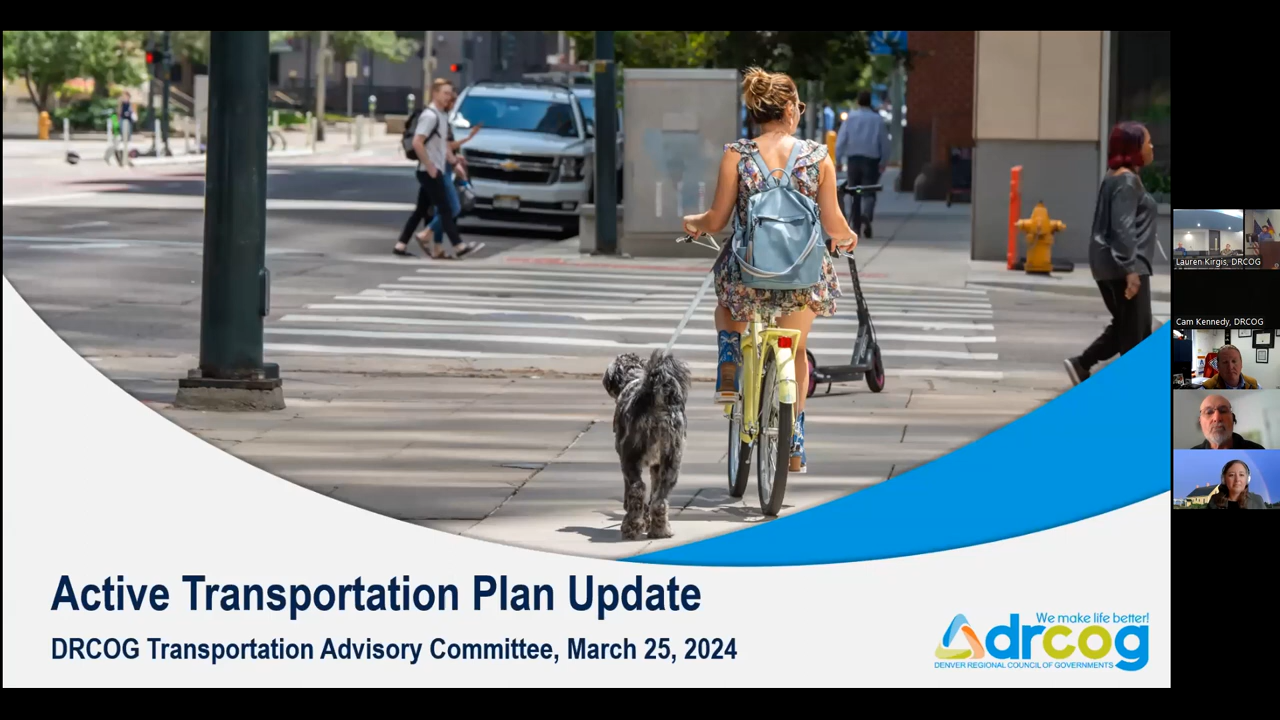 Active Transportation Plan Update
DRCOG Transportation Advisory Committee, March 25, 2024
We make life better!
drcog
DENVER REGIONAL COUNCIL OF GOVERNMENTS
Lauren Kirgis, DRCOG
Cam Kennedy, DRCOG